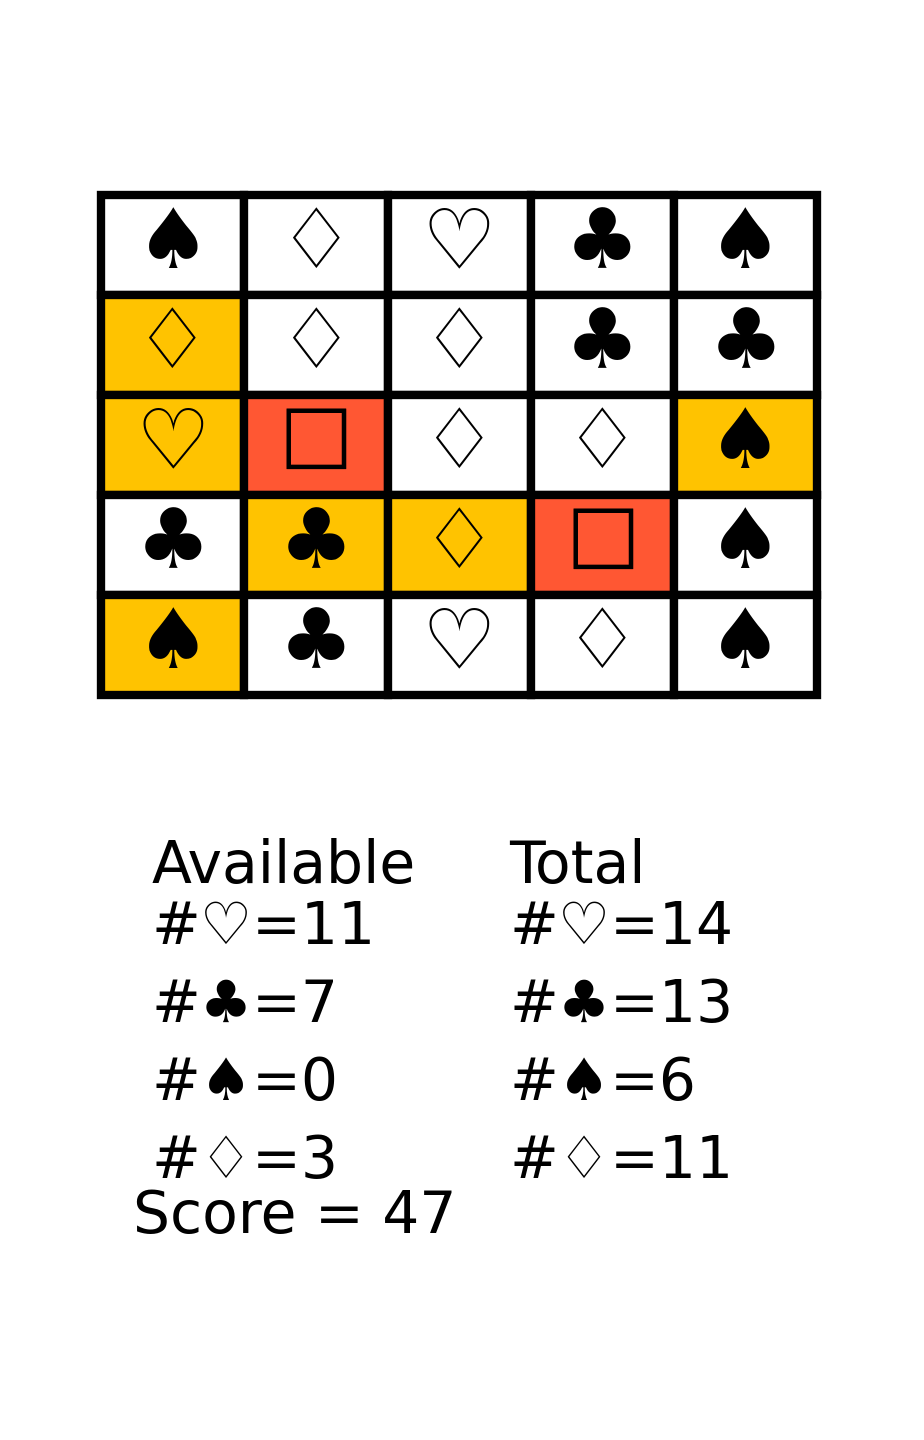 ♠ ♢ ♡ ♣ ♠
♢ ♢ ♢ ♣ ♣
♡ □ ♢ ♢ ♠
♣ ♣ ♢ □ ♠
♠ ♣ ♡ ♢ ♠
Available Total
#♡=11 #♡=14
#♣=7 #♣=13
#♠=0 #♠=6
#♢=3 #♢=11
Score = 47